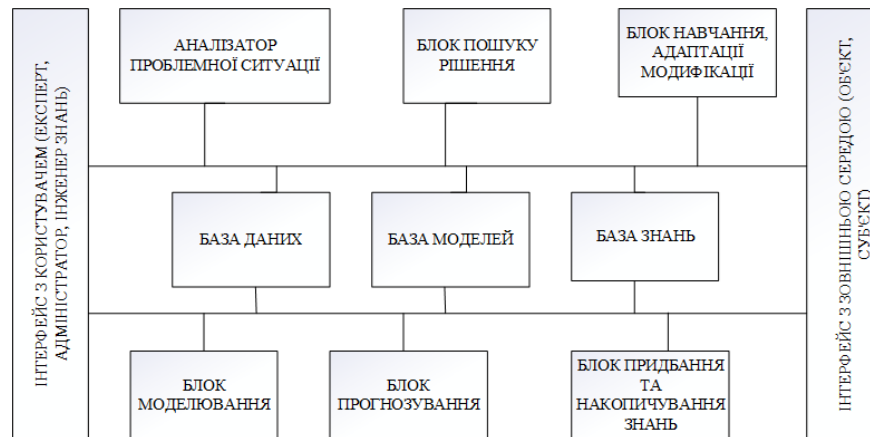 ІНТЕРФЕЙС З КОРИСТУВАЧЕМ (ЕКСПЕРТ,
АДМІНІСТРАТОР, ІНЖЕНЕР ЗНАНЬ)
АНАЛІЗАТОР
ПРОБЛЕМНОЇ СИТУАЦІЇ
БЛОК ПОШУКУ
РІШЕННЯ
БЛОК НАВЧАННЯ,
АДАПТАЦІЇ
МОДИФІКАЦІЇ
БАЗА ДАНИХ
БАЗА МОДЕЛЕЙ
БАЗА ЗНАНЬ
БЛОК
МОДЕЛЮВАННЯ
БЛОК
ПРОГНОЗУВАННЯ
БЛОК ПРИДБАННЯ
ТА
НАКОПИЧУВАННЯ
ЗНАНЬ
ІНТЕРФЕЙС З ЗОВНІШНЬОЮ СЕРЕДОЮ (ОБ'ЄКТ,
СУБ'ЄКТ)